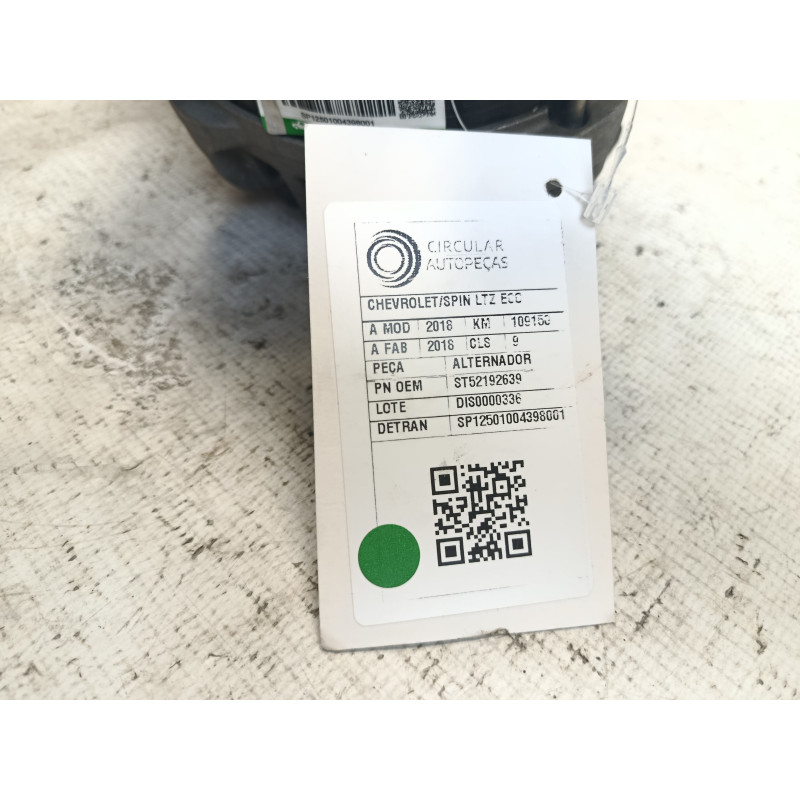 SP12501004398001
CIRCULAR
AUTOPEÇAS
CHEVROLET/SPIN LTZ ECO
A MOD 2018 KM 109150
A FAB 2018 CLS 9
PEÇA ALTERNADOR
PN OEM ST52192639
LOTE DIS0000336
DETRAN SP12501004398001